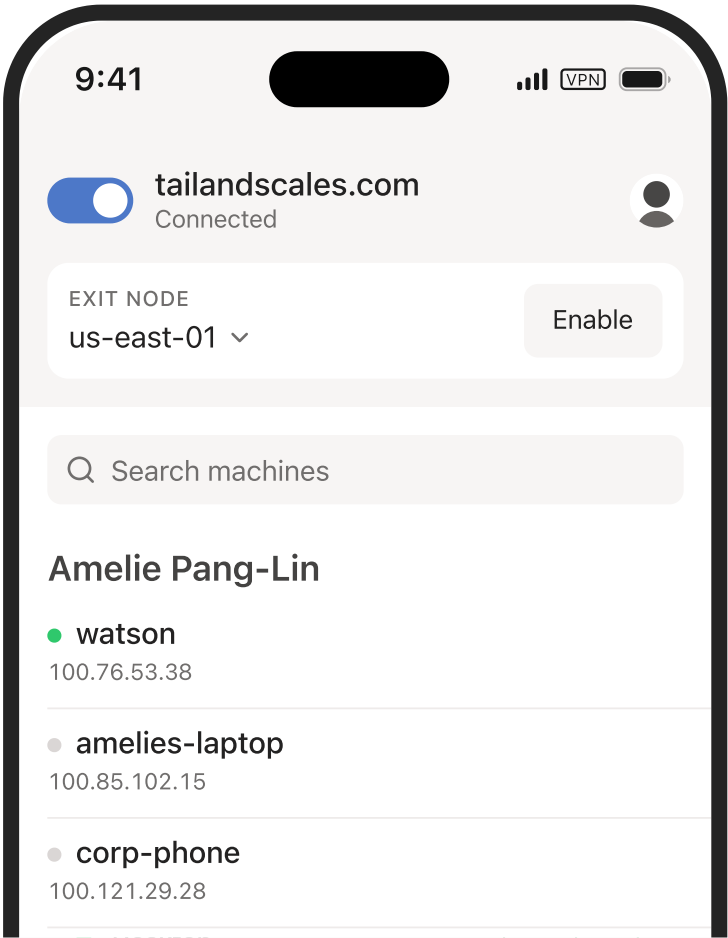 9:41
VPN
tailandscales.com
Connected
EXIT NODE
us-east-01
Enable
Search machines
Amelie Pang-Lin
watson
100.76.53.38
amelies-laptop
100.85.102.15
corp-phone
100.121.29.28